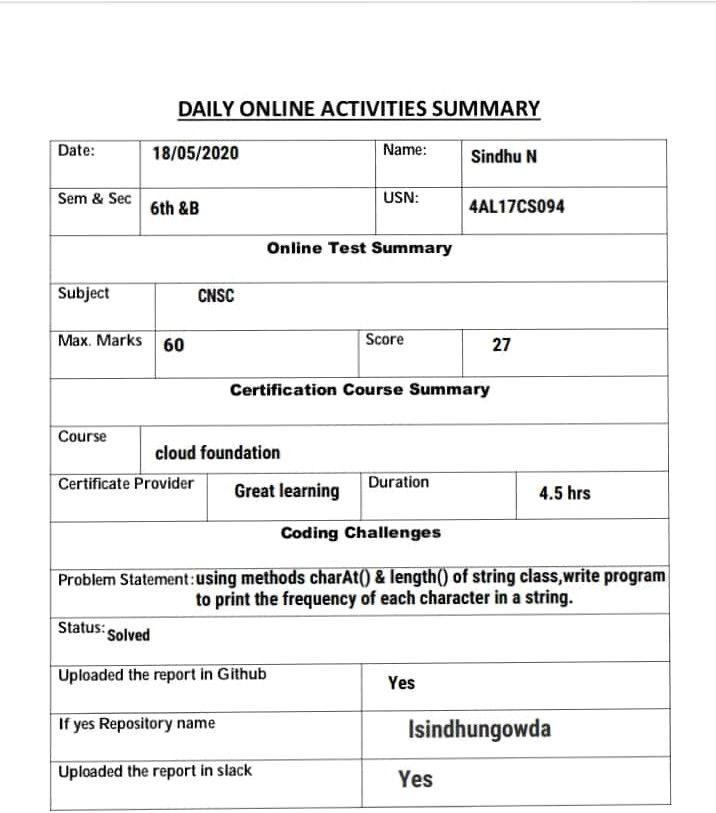 DAILY ONLINE ACTIVITIES SUMMARY
Date: 18/05/2020 Name: Sindhu N
Sem & Sec 6th &B USN: 4AL17CS094
Online Test Summary
Subject CNSC
Max. Marks 60 Score 27
Certification Course Summary
Course cloud foundation
Certificate Provider Great learning Duration 4.5 hrs
Coding Challenges
Problem Statement:using methods charAt() & length() of string class,write program
to print the frequency of each character in a string.
Status: Solved
Uploaded the report in Github Yes
If yes Repository name Isindhungowda
Uploaded the report in slack Yes